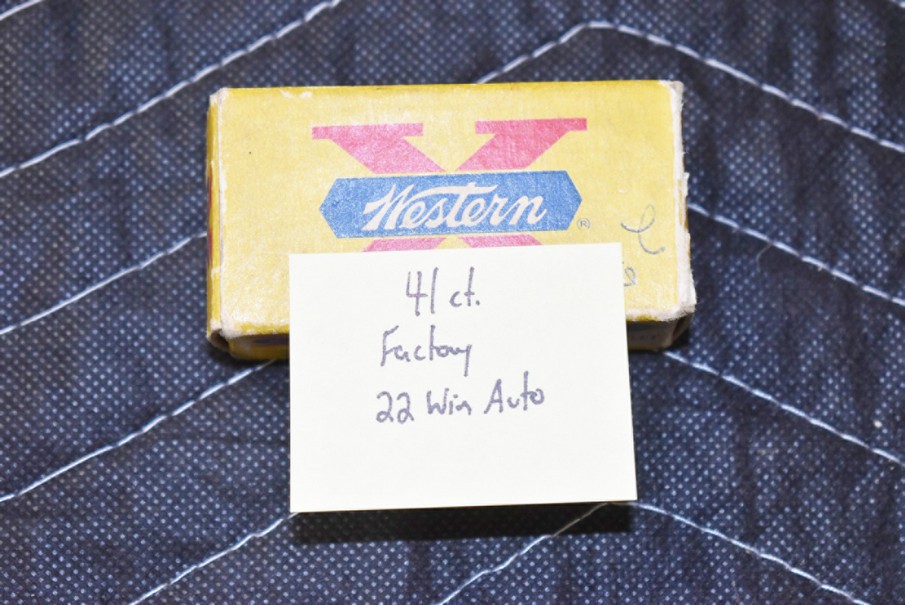 X
Western
®
41 ct.
Factory
22 Win Auto